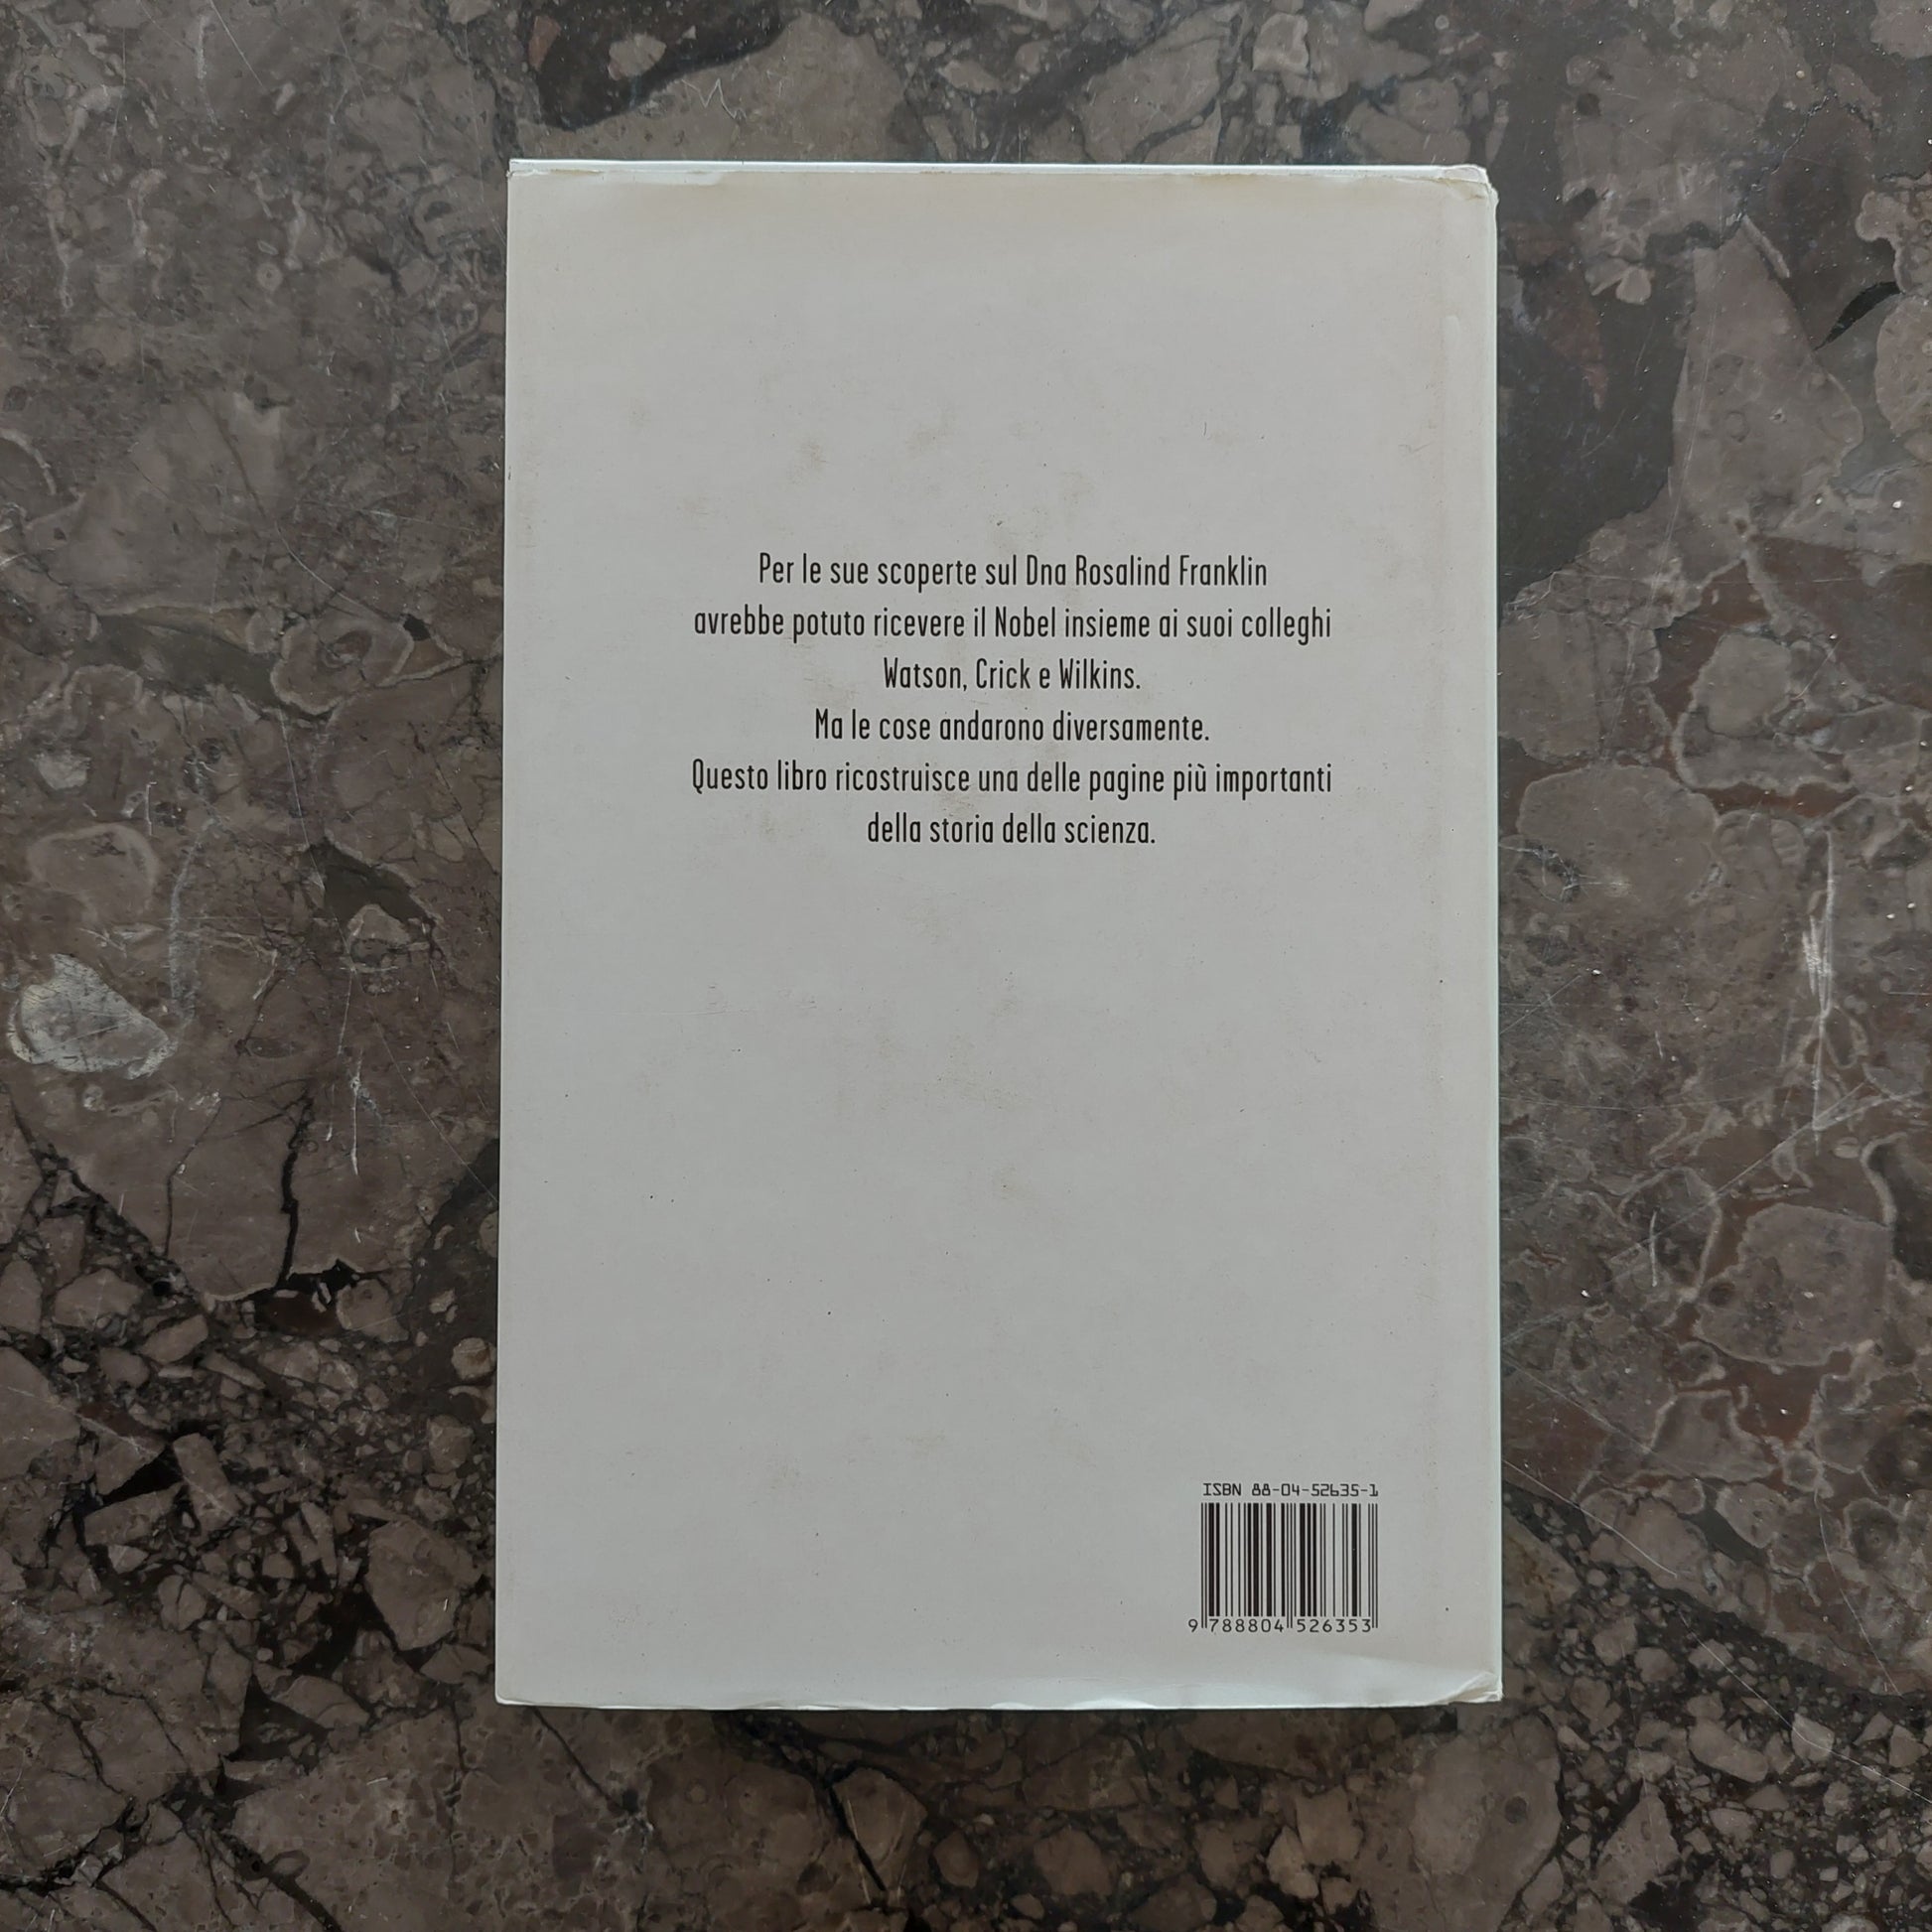 Per le sue scoperte sul Dna Rosalind Franklin
avrebbe potuto ricevere il Nobel insieme ai suoi colleghi
Watson, Crick e Wilkins.
Ma le cose andarono diversamente.
Questo libro ricostruisce una delle pagine più importanti
della storia della scienza.
ISBN 88-04-52635-1
9 788804 526353